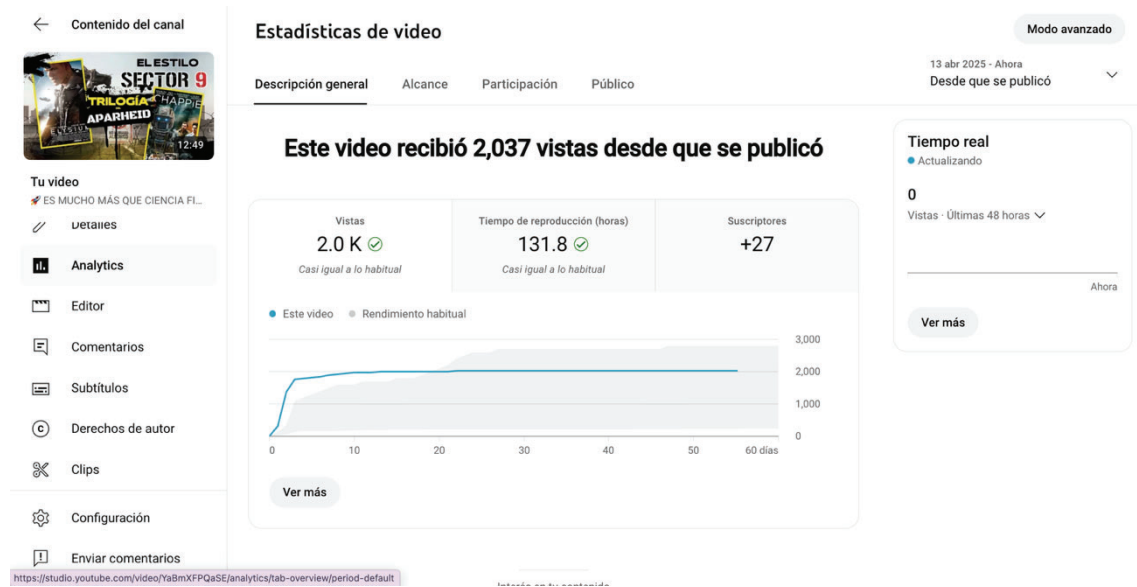 Contenido del canal
EL ESTILO
SECTOR 9
TRILOGÍA
HAPPIE
APARHEID
ELYSIUM
12:49
Tu video
🚀 ES MUCHO MÁS QUE CIENCIA FI...
Detalles
Analytics
Editor
Comentarios
Subtítulos
Derechos de autor
Clips
Configuración
Enviar comentarios
https://studio.youtube.com/video/YaBmXFPQaSE/analytics/tab-overview/period-default
Estadísticas de video
Modo avanzado
Descripción general Alcance Participación Público
13 abr 2025 - Ahora
Desde que se publicó
Este video recibió 2,037 vistas desde que se publicó
Vistas
2.0 K
Casi igual a lo habitual
Tiempo de reproducción (horas)
131.8
Casi igual a lo habitual
Suscriptores
+27
Este video Rendimiento habitual
3,000
2,000
1,000
0
0 10 20 30 40 50 60 días
Ver más
Tiempo real
Actualizando
0
Vistas · Últimas 48 horas
Ahora
Ver más
Interés en tu contenido